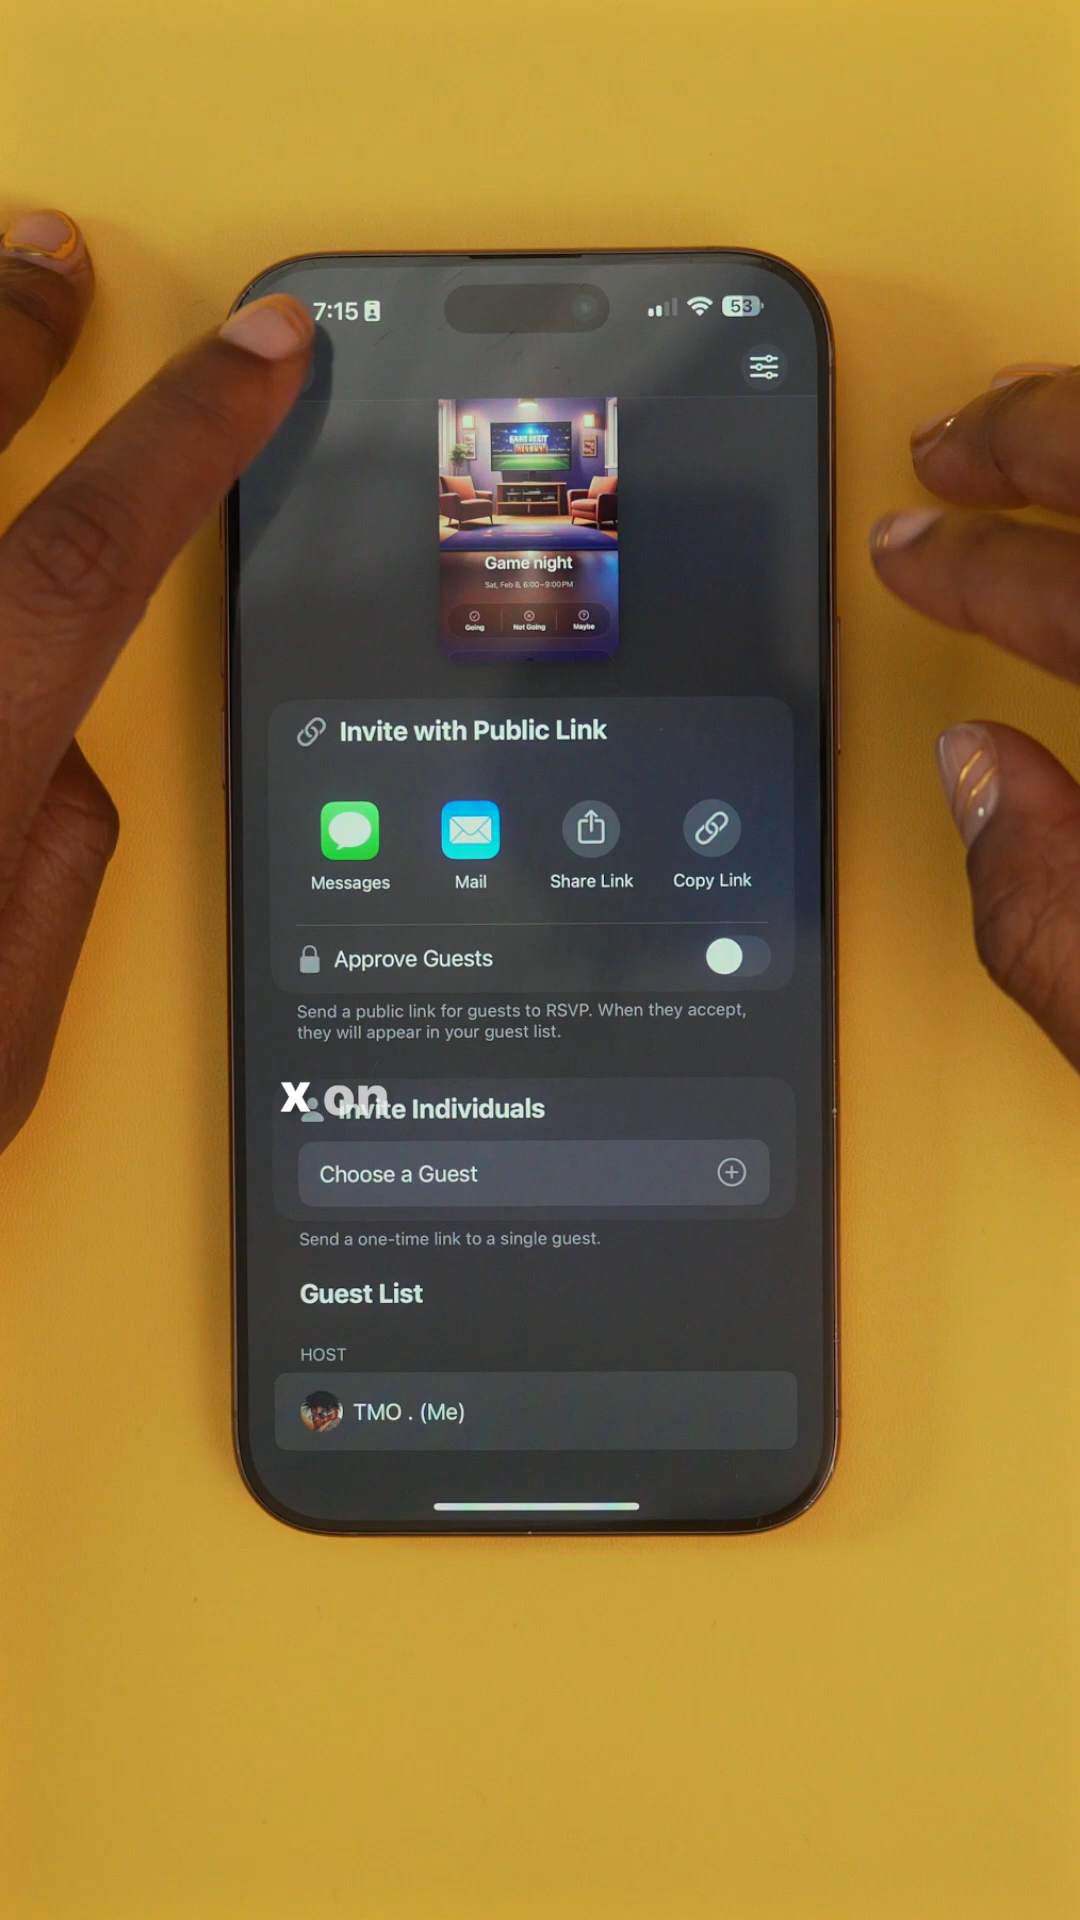 7:15
53
GAME NIGHT
Game night
Sat, Feb 8, 6:00–9:00PM
Going
Not Going
Maybe
Invite with Public Link
Messages
Mail
Share Link
Copy Link
Approve Guests
Send a public link for guests to RSVP. When they accept,
they will appear in your guest list.
x on
Invite Individuals
Choose a Guest
Send a one-time link to a single guest.
Guest List
HOST
TMO . (Me)